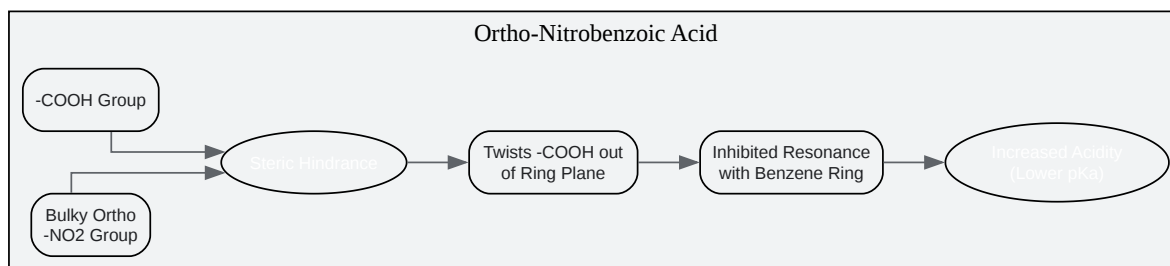 Ortho-Nitrobenzoic Acid
-COOH Group
Bulky Ortho
-NO2 Group
Steric Hindrance
Twists -COOH out
of Ring Plane
Inhibited Resonance
with Benzene Ring
Increased Acidity
(Lower pKa)